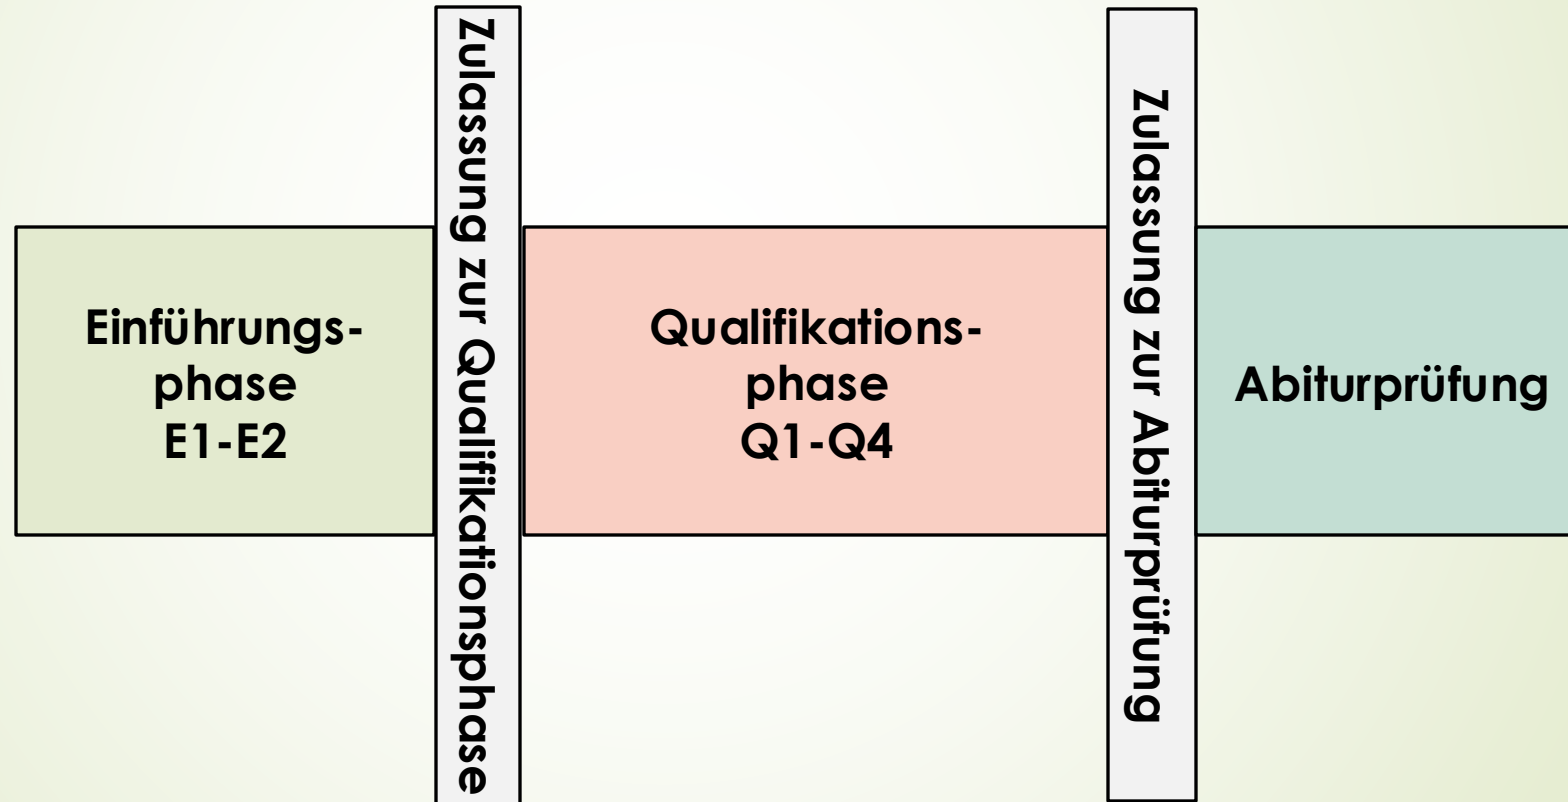 Einführungs-
phase
E1-E2
Zulassung zur Qualifikationsphase
Qualifikations-
phase
Q1-Q4
Zulassung zur Abiturprüfung
Abiturprüfung